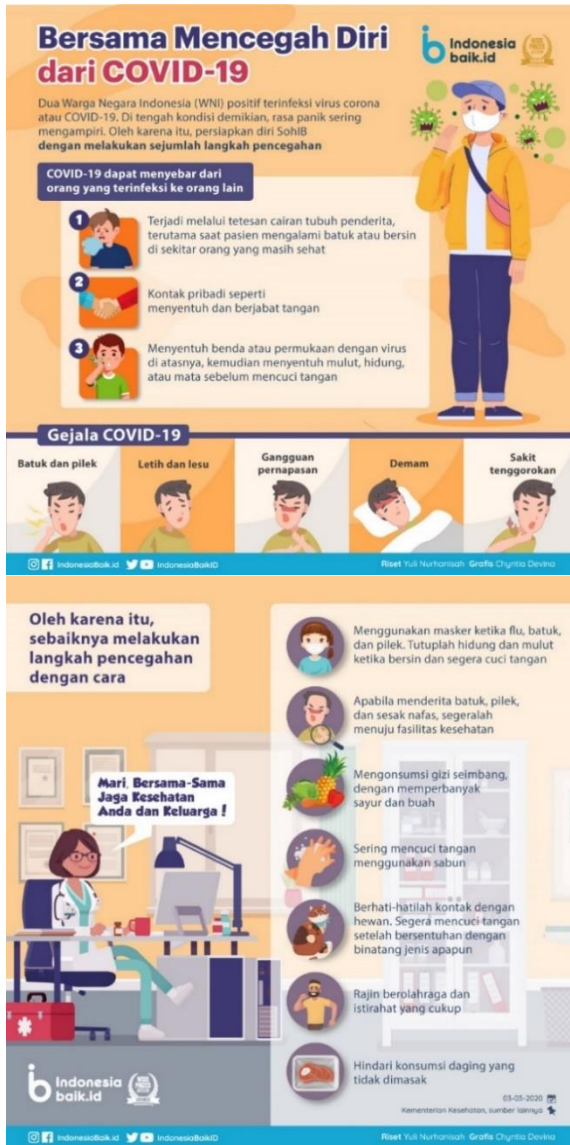 Bersama Mencegah Diri
dari COVID-19
Indonesia
baik.id
Dua Warga Negara Indonesia (WNI) positif terinfeksi virus corona
atau COVID-19. Di tengah kondisi demikian, rasa panik sering
mengampiri. Oleh karena itu, persiapkan diri SohIB
dengan melakukan sejumlah langkah pencegahan
COVID-19 dapat menyebar dari
orang yang terinfeksi ke orang lain
1
Terjadi melalui tetesan cairan tubuh penderita,
terutama saat pasien mengalami batuk atau bersin
di sekitar orang yang masih sehat
2
Kontak pribadi seperti
menyentuh dan berjabat tangan
3
Menyentuh benda atau permukaan dengan virus
di atasnya, kemudian menyentuh mulut, hidung,
atau mata sebelum mencuci tangan
Gejala COVID-19
Batuk dan pilek
Letih dan lesu
Gangguan
pernapasan
Demam
Sakit
tenggorokan
IndonesiaBaik.id IndonesiaBaikID
Riset Yuli Nurhanisah Grafis Chyntia Devina
Oleh karena itu,
sebaiknya melakukan
langkah pencegahan
dengan cara
Mari, Bersama-Sama
Jaga Kesehatan
Anda dan Keluarga !
Menggunakan masker ketika flu, batuk,
dan pilek. Tutuplah hidung dan mulut
ketika bersin dan segera cuci tangan
Apabila menderita batuk, pilek,
dan sesak nafas, segeralah
menuju fasilitas kesehatan
Mengonsumsi gizi seimbang,
dengan memperbanyak
sayur dan buah
Sering mencuci tangan
menggunakan sabun
Berhati-hatilah kontak dengan
hewan. Segera mencuci tangan
setelah bersentuhan dengan
binatang jenis apapun
Rajin berolahraga dan
istirahat yang cukup
Hindari konsumsi daging yang
tidak dimasak
03-03-2020
Kementerian Kesehatan, sumber lainnya
Indonesia
baik.id
IndonesiaBaik.id IndonesiaBaikID
Riset Yuli Nurhanisah Grafis Chyntia Devina